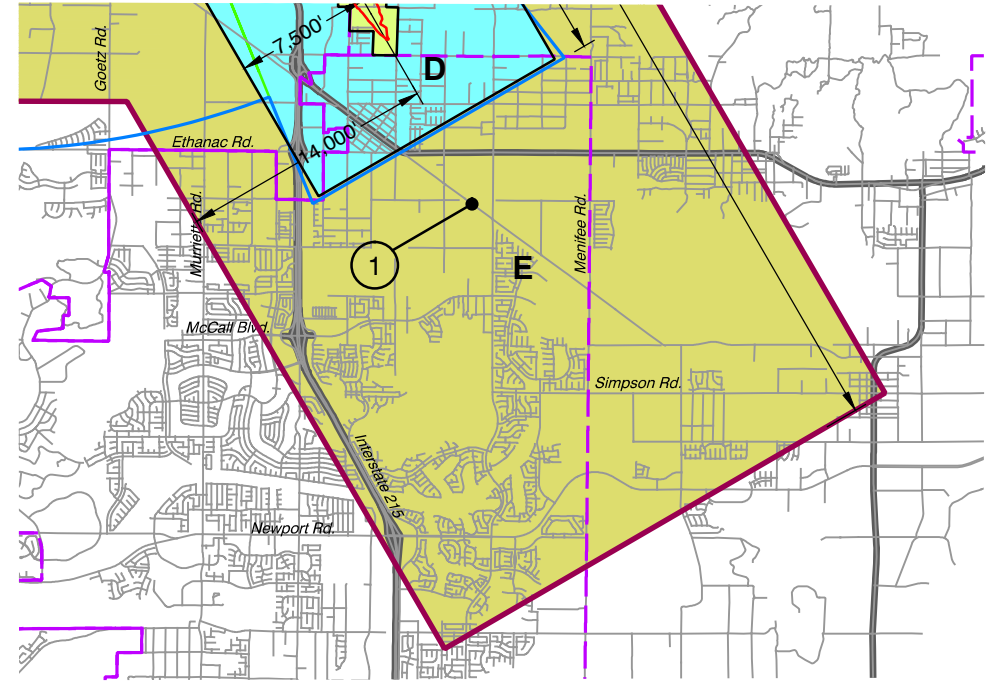 Goetz Rd.
7,500'
D
Ethanac Rd.
14,000'
Murrieta Rd.
Menifee Rd.
1
E
McCall Blvd.
Simpson Rd.
Interstate 215
Newport Rd.